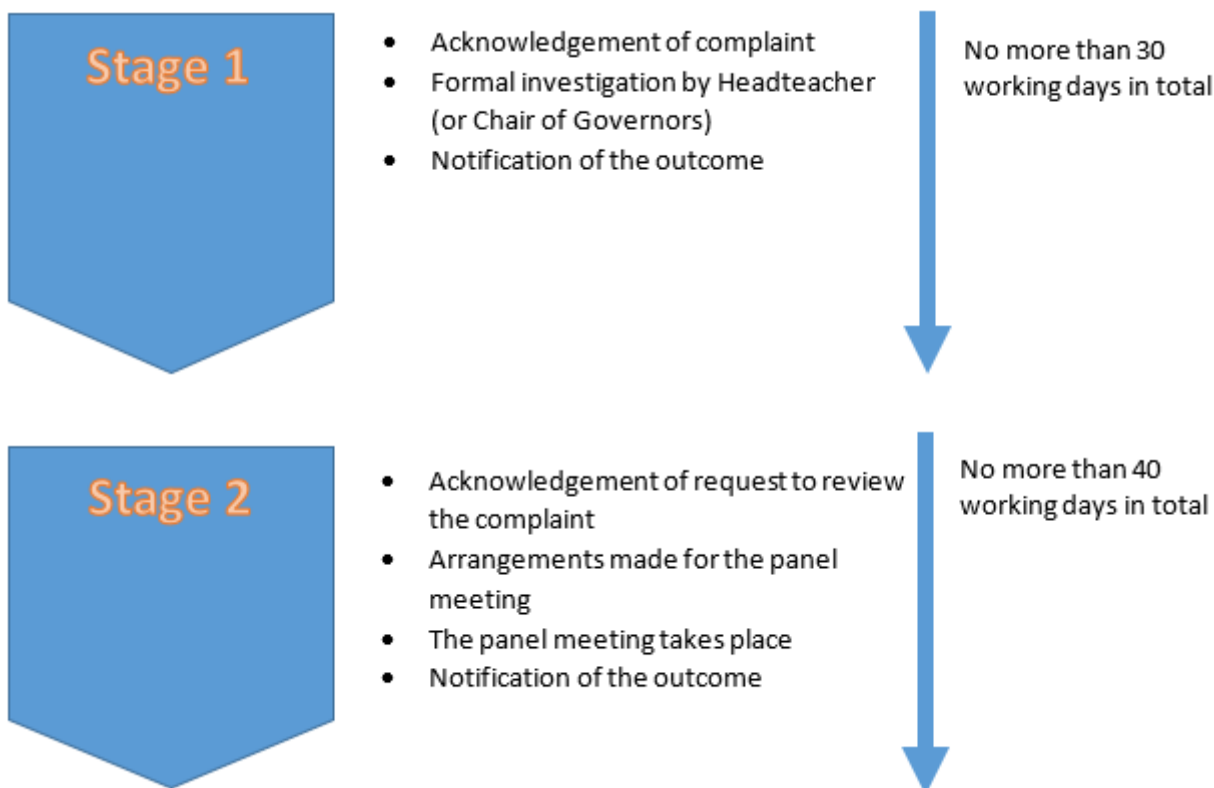 Stage 1
• Acknowledgement of complaint
• Formal investigation by Headteacher
(or Chair of Governors)
• Notification of the outcome
No more than 30
working days in total
Stage 2
• Acknowledgement of request to review
the complaint
• Arrangements made for the panel
meeting
• The panel meeting takes place
• Notification of the outcome
No more than 40
working days in total